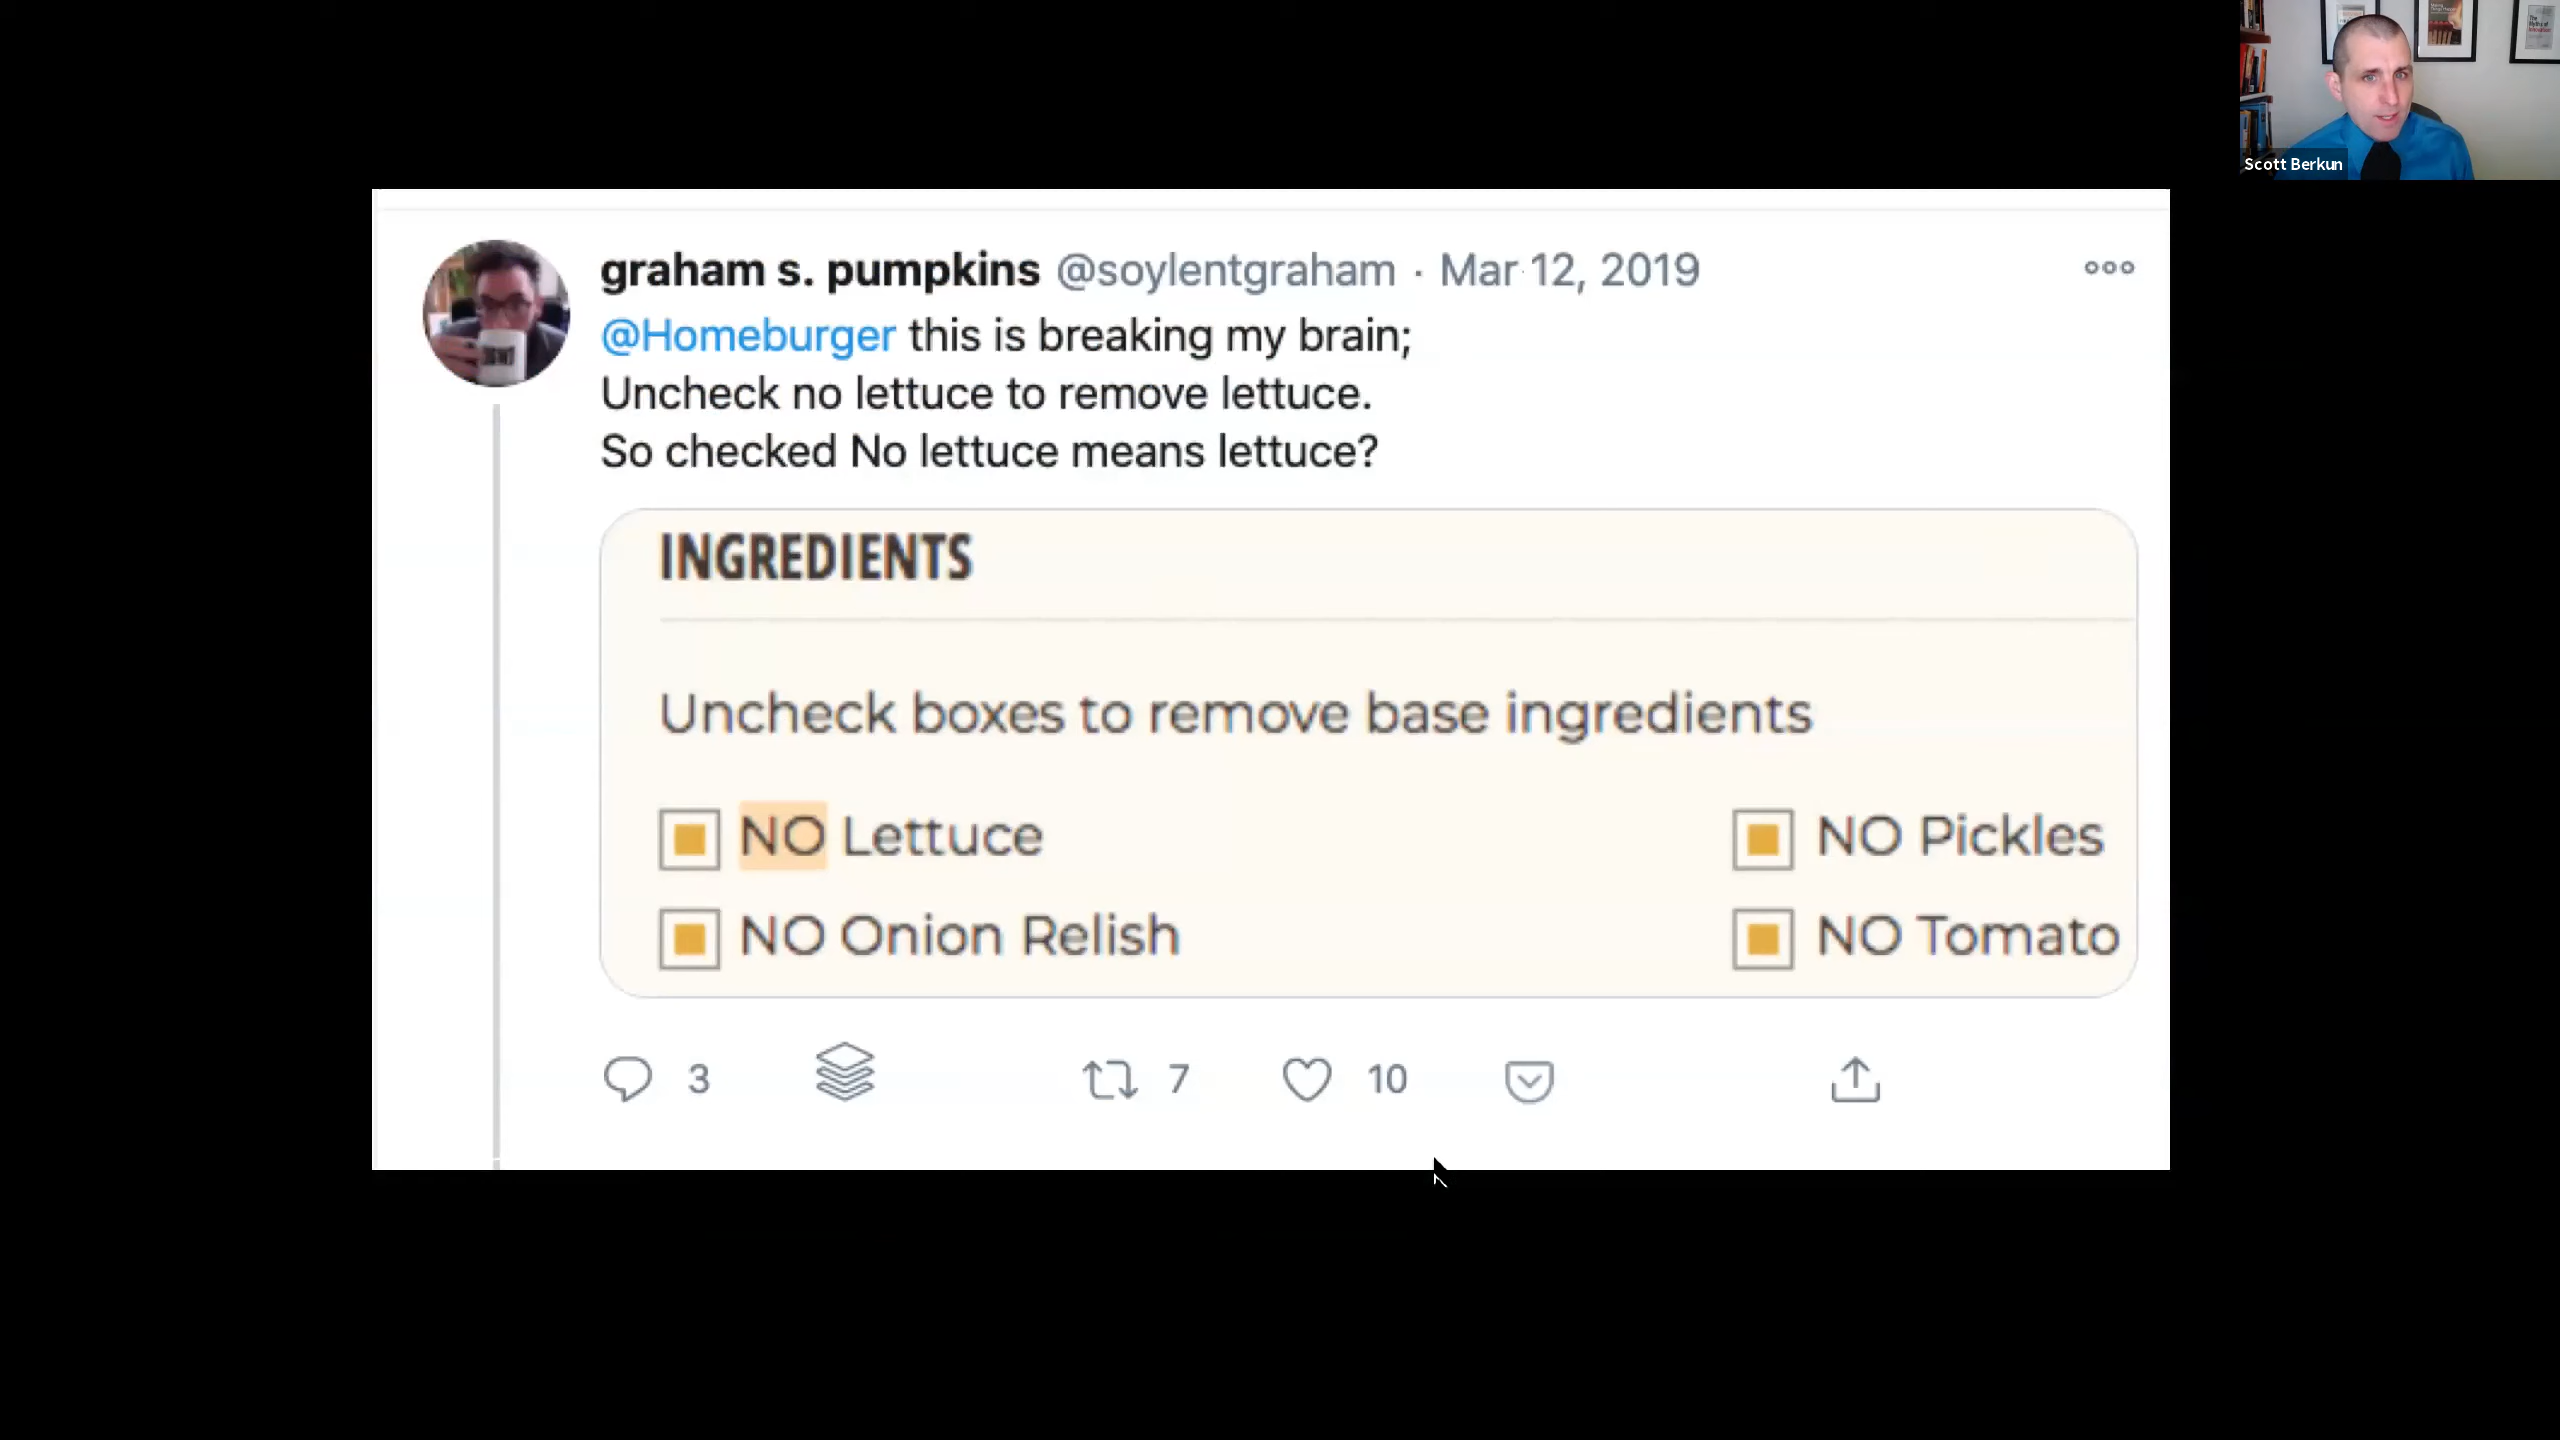 Scott Berkun
graham s. pumpkins @soylentgraham · Mar 12, 2019
@Homeburger this is breaking my brain;
Uncheck no lettuce to remove lettuce.
So checked No lettuce means lettuce?
INGREDIENTS
Uncheck boxes to remove base ingredients
NO Lettuce
NO Pickles
NO Onion Relish
NO Tomato
3
7
10